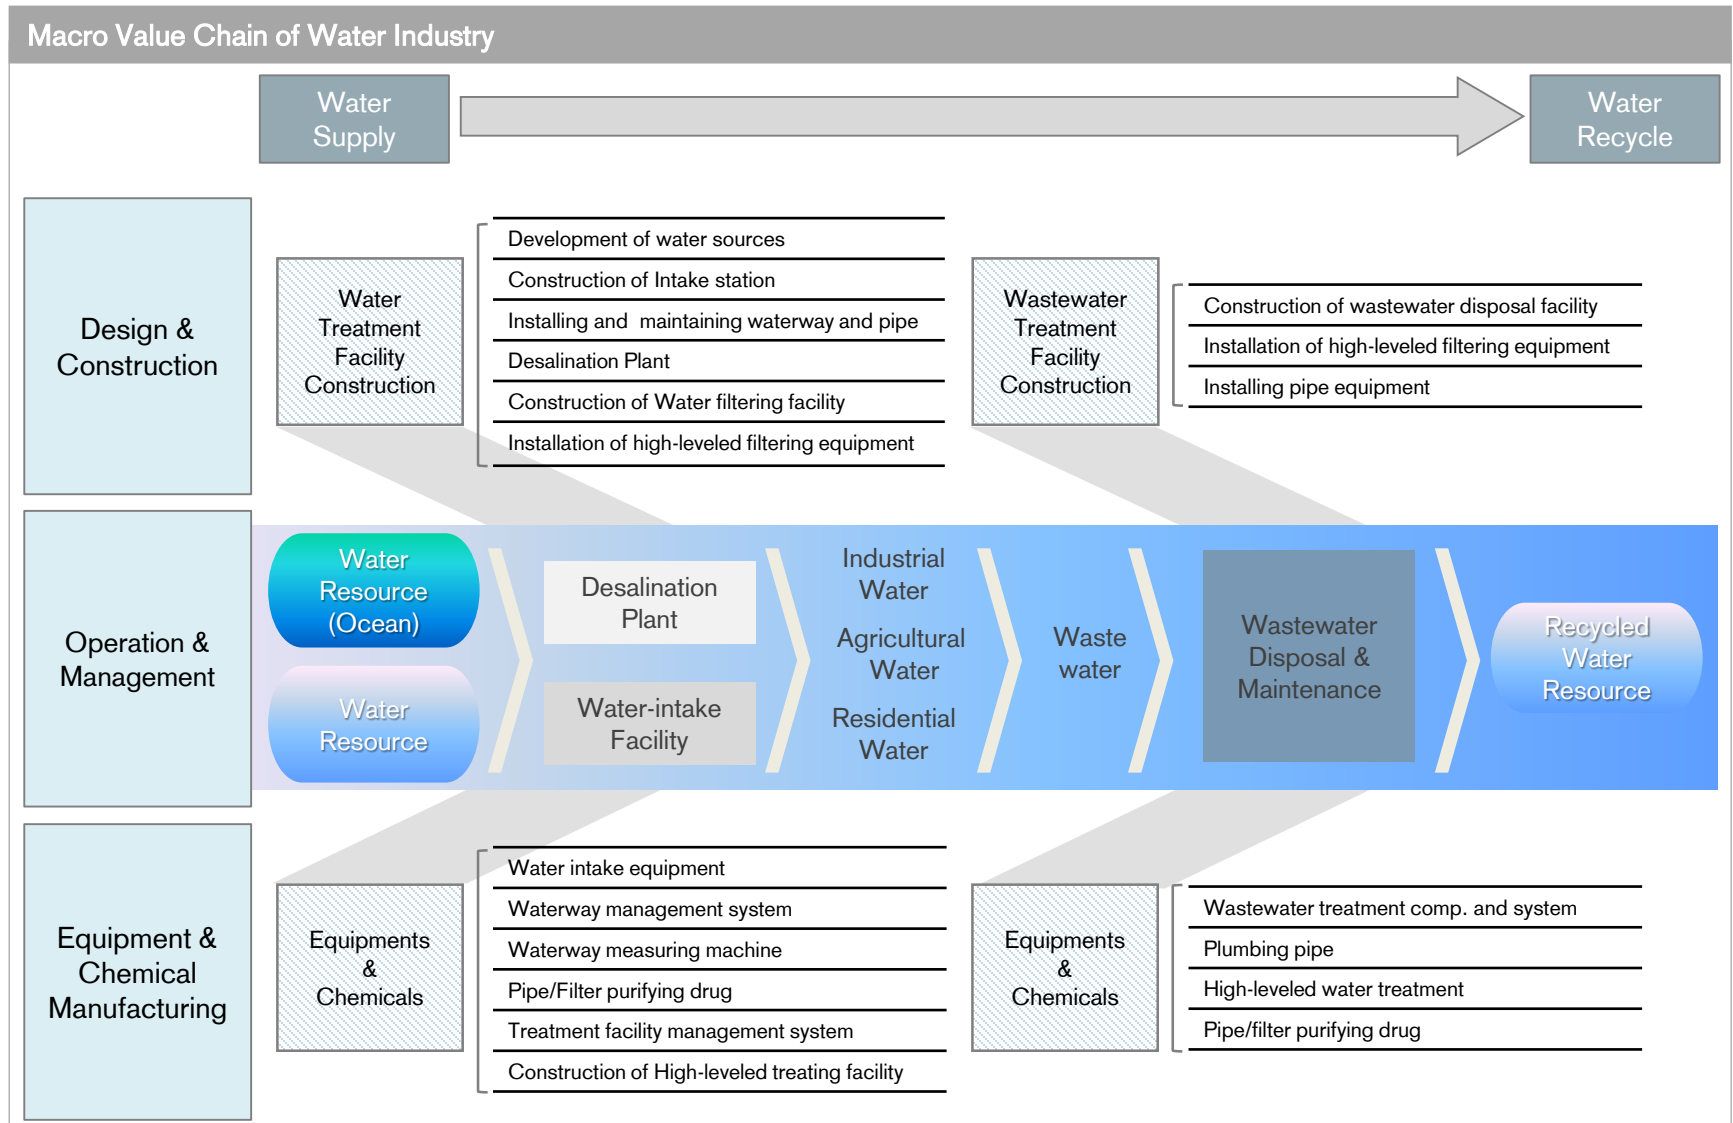 Macro Value Chain of Water Industry
Water
Supply
Water
Recycle
Design &
Construction
Water
Treatment
Facility
Construction
Development of water sources
Construction of Intake station
Installing and maintaining waterway and pipe
Desalination Plant
Construction of Water filtering facility
Installation of high-leveled filtering equipment
Wastewater
Treatment
Facility
Construction
Construction of wastewater disposal facility
Installation of high-leveled filtering equipment
Installing pipe equipment
Operation &
Management
Water
Resource
(Ocean)
Water
Resource
Desalination
Plant
Water-intake
Facility
Industrial
Water
Agricultural
Water
Residential
Water
Waste
water
Wastewater
Disposal &
Maintenance
Recycled
Water
Resource
Equipment &
Chemical
Manufacturing
Equipments
&
Chemicals
Water intake equipment
Waterway management system
Waterway measuring machine
Pipe/Filter purifying drug
Treatment facility management system
Construction of High-leveled treating facility
Equipments
&
Chemicals
Wastewater treatment comp. and system
Plumbing pipe
High-leveled water treatment
Pipe/filter purifying drug